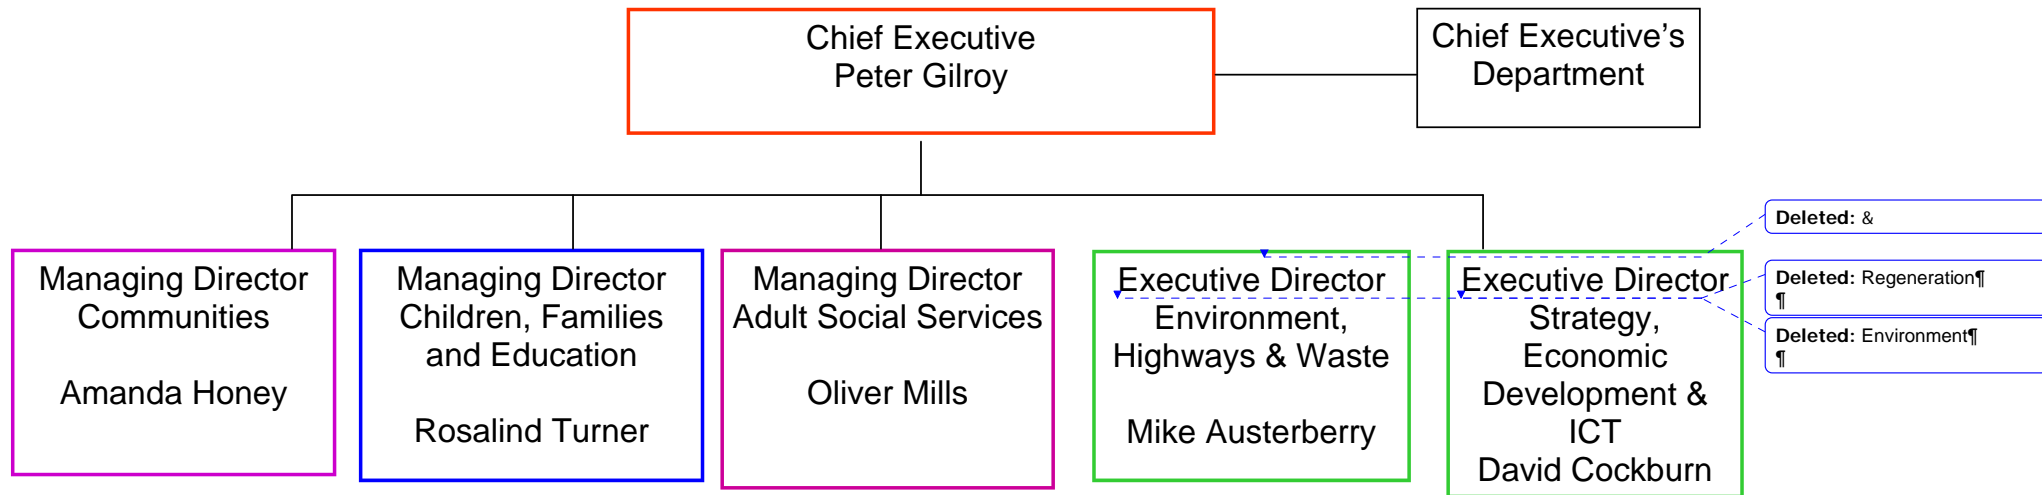 Chief Executive
Peter Gilroy
Chief Executive's
Department
Managing Director
Communities
Amanda Honey
Managing Director
Children, Families
and Education
Rosalind Turner
Managing Director
Adult Social Services
Oliver Mills
Executive Director
Environment,
Highways & Waste
Mike Austerberry
Executive Director
Strategy,
Economic
Development &
ICT
David Cockburn
Deleted: &
Deleted: Regeneration¶
¶
Deleted: Environment¶
¶